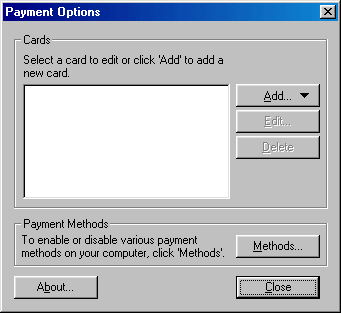 Payment Options
Cards
Select a card to edit or click 'Add' to add a
new card.
Add...
Edit...
Delete
Payment Methods
To enable or disable various payment
methods on your computer, click 'Methods'.
Methods...
About...
Close